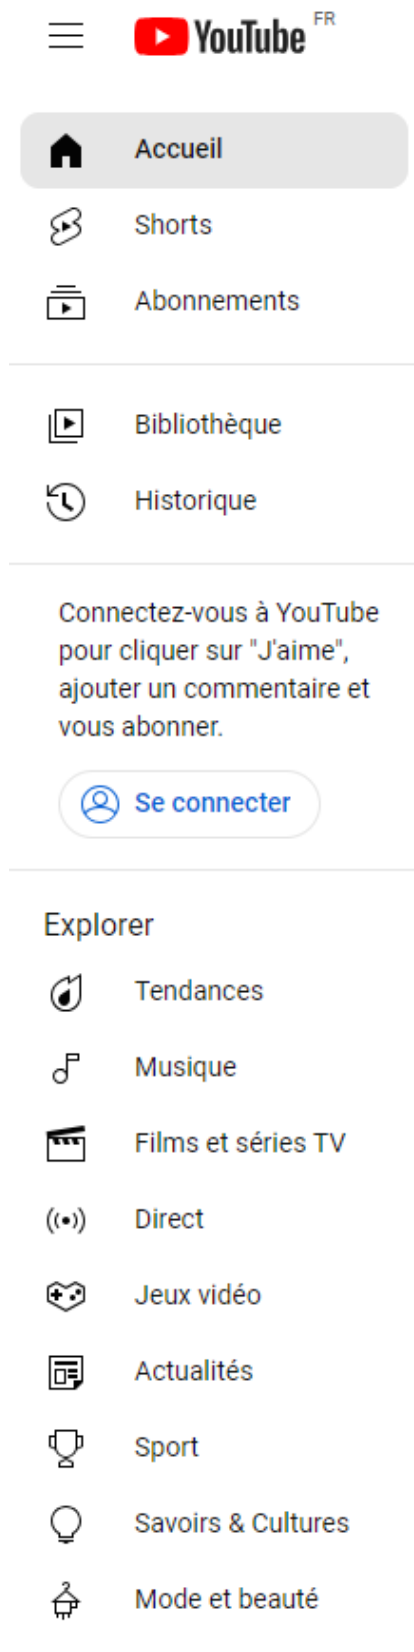 YouTube FR
Accueil
Shorts
Abonnements
Bibliothèque
Historique
Connectez-vous à YouTube
pour cliquer sur "J'aime",
ajouter un commentaire et
vous abonner.
Se connecter
Explorer
Tendances
Musique
Films et séries TV
Direct
Jeux vidéo
Actualités
Sport
Savoirs & Cultures
Mode et beauté